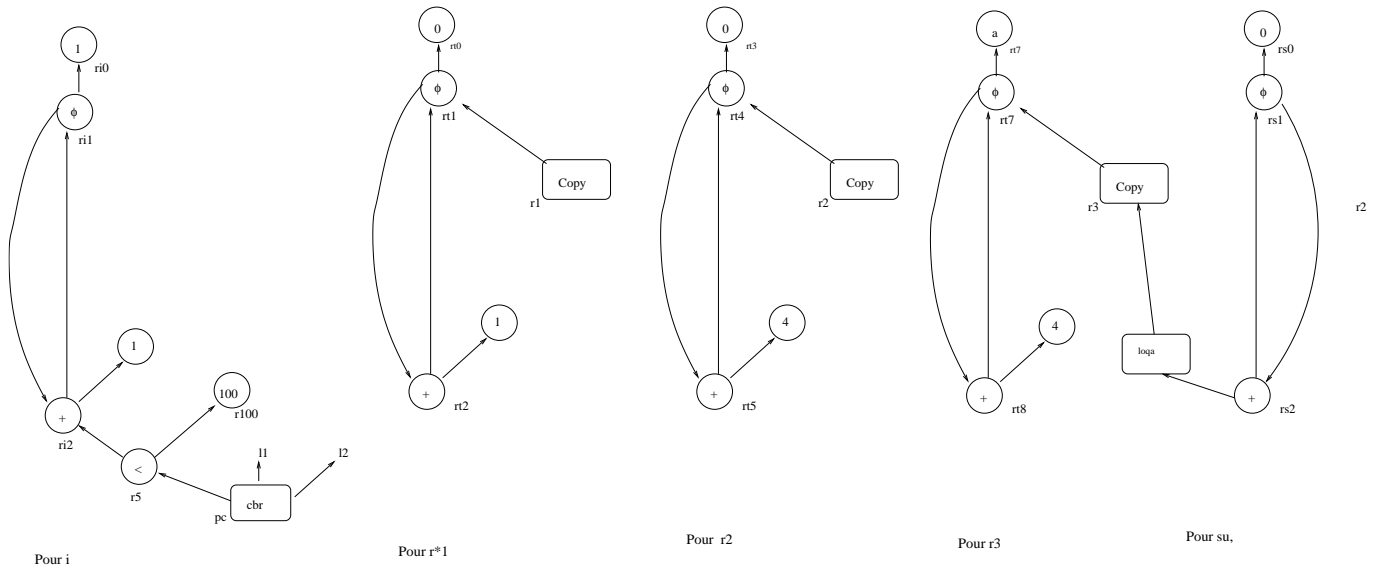 1
ri0
ϕ
ri1
1
+
ri2
100
r100
<
r5
l1
l2
cbr
pc
Pour i
0
rt0
ϕ
rt1
Copy
r1
1
+
rt2
Pour r*1
0
rt3
ϕ
rt4
Copy
r2
4
+
rt5
Pour r2
a
rt7
ϕ
rt7
Copy
r3
4
+
rt8
Pour r3
0
rs0
ϕ
rs1
r2
loqa
+
rs2
Pour su,